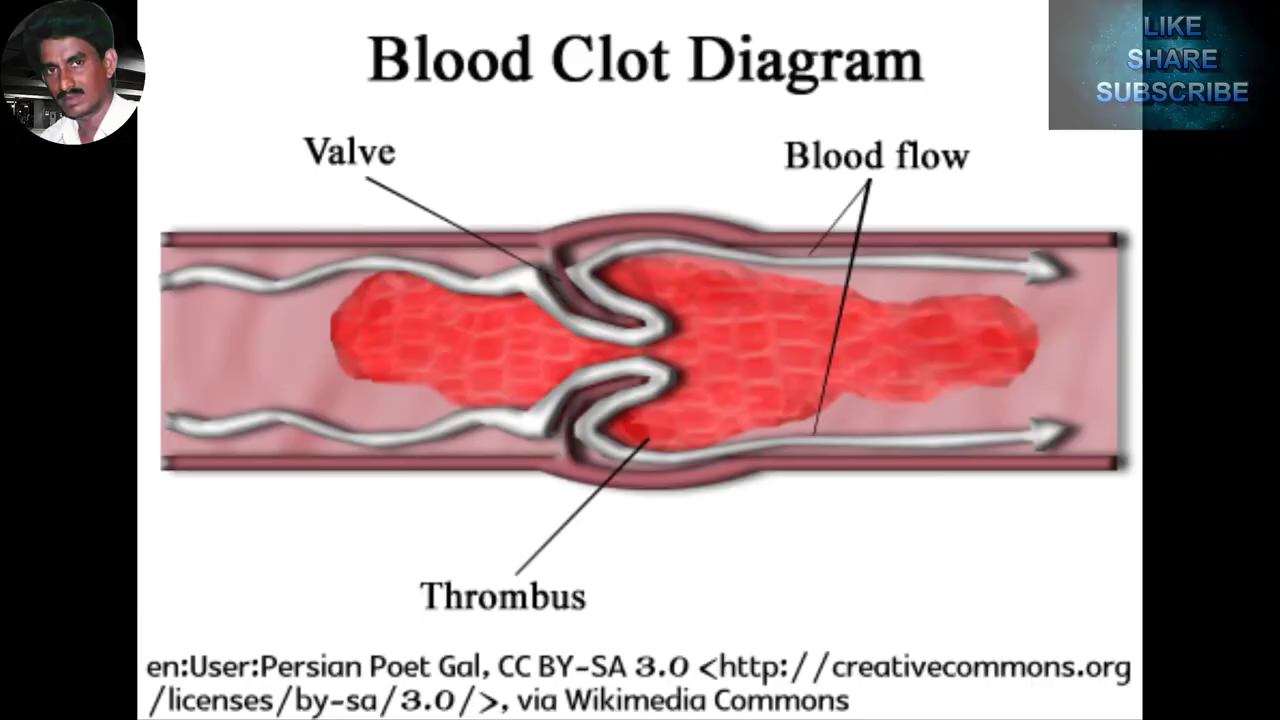 Blood Clot Diagram
LIKE
SHARE
SUBSCRIBE
Valve
Blood flow
Thrombus
en:User:Persian Poet Gal, CC BY-SA 3.0 <http://creativecommons.org
/licenses/by-sa/3.0/>, via Wikimedia Commons